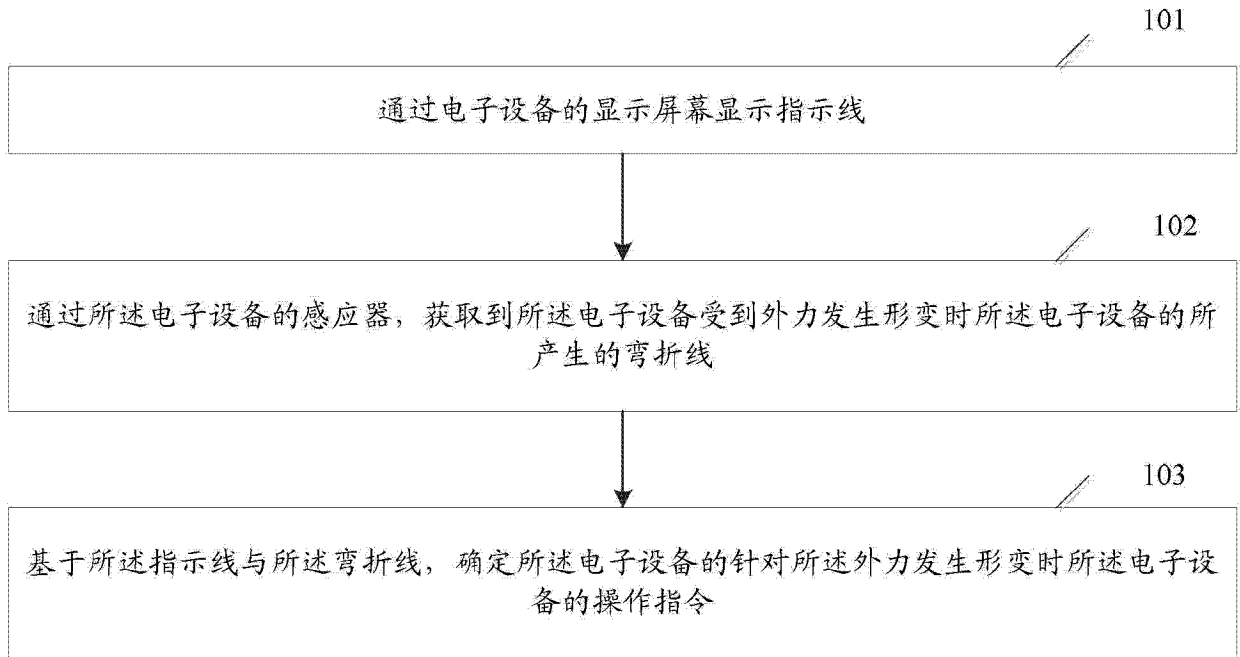 101
通过电子设备的显示屏幕显示指示线
102
通过所述电子设备的感应器，获取到所述电子设备受到外力发生形变时所述电子设备的所
产生的弯折线
103
基于所述指示线与所述弯折线，确定所述电子设备的针对所述外力发生形变时所述电子设
备的操作指令